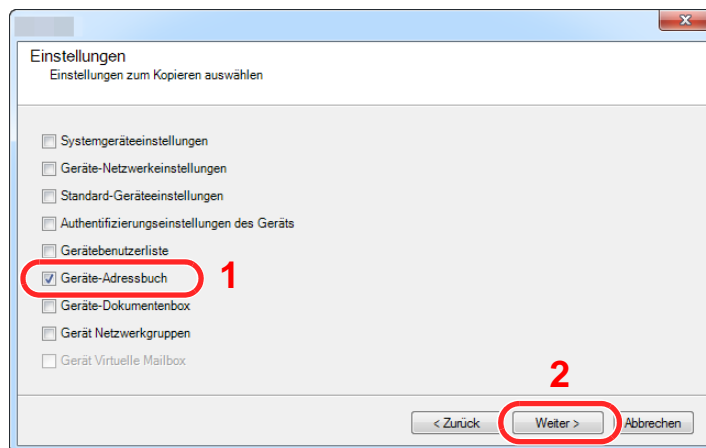 Einstellungen
Einstellungen zum Kopieren auswählen
Systemgeräteeinstellungen
Geräte-Netzwerkeinstellungen
Standard-Geräteeinstellungen
Authentifizierungseinstellungen des Geräts
Gerätebenutzerliste
Geräte-Adressbuch 1
Geräte-Dokumentenbox
Gerät Netzwerkgruppen
Gerät Virtuelle Mailbox
2
< Zurück Weiter > Abbrechen